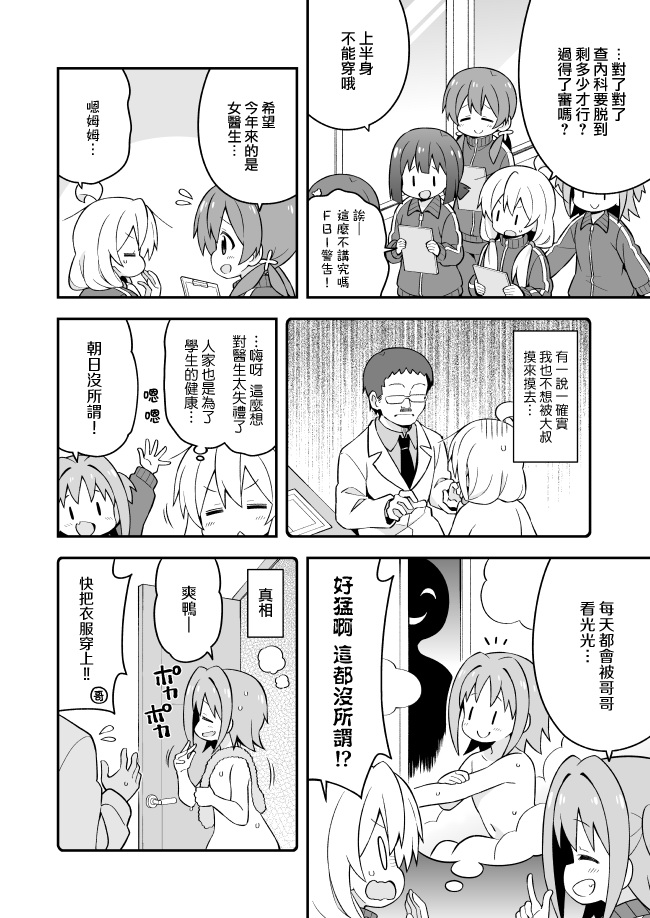 …對了對了
查內科要脫到
剩多少才行？
過得了審嗎？
上半身
不能穿哦
誒—
這麼不講究嗎
FBI警告！
希望
今年來的是
女醫生…
嗯姆姆…
有一說一確實
我也不想被大叔
摸來摸去…
…嗨呀 這麼想
對醫生太失禮了
人家也是為了
學生的健康…
嗯嗯
朝日沒所謂！
每天都會被哥哥
看光光…
好猛啊 這都沒所謂!?
真相
爽鴨—
ポカポカ
快把衣服穿上!!
哥